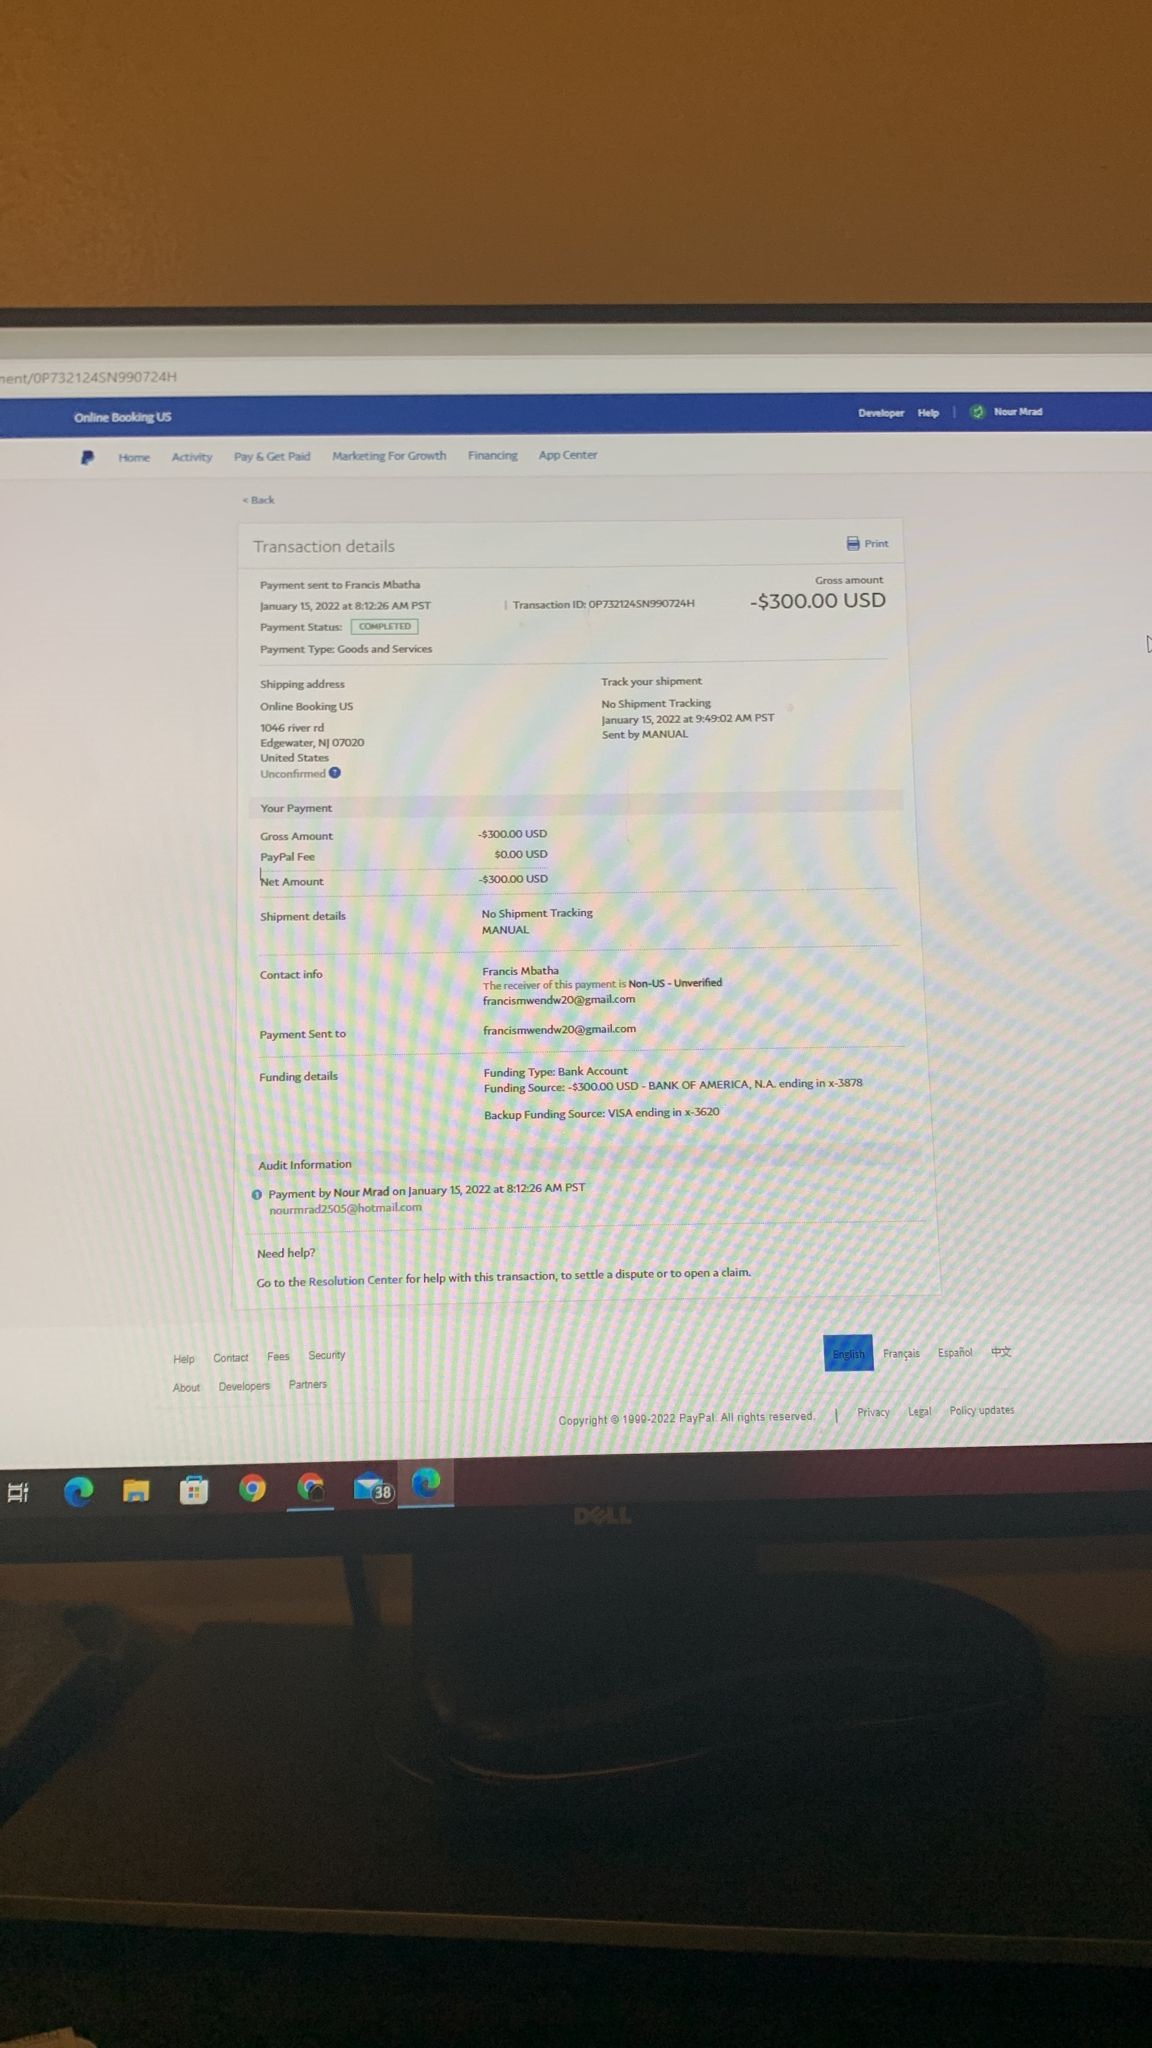 ment/0P732124SN990724H
Online Booking US
Developer Help | Nour Mrad
Home Activity Pay & Get Paid Marketing For Growth Financing App Center
< Back
Transaction details
Print
Payment sent to Francis Mbatha
Gross amount
January 15, 2022 at 8:12:26 AM PST | Transaction ID: 0P732124SN990724H
-$300.00 USD
Payment Status: COMPLETED
Payment Type: Goods and Services
Shipping address
Online Booking US
1046 river rd
Edgewater, NJ 07020
United States
Unconfirmed ?
Track your shipment
No Shipment Tracking
January 15, 2022 at 9:49:02 AM PST
Sent by MANUAL
Your Payment
Gross Amount -$300.00 USD
PayPal Fee $0.00 USD
Net Amount -$300.00 USD
Shipment details No Shipment Tracking
MANUAL
Contact info Francis Mbatha
The receiver of this payment is Non-US - Unverified
francismwendw20@gmail.com
Payment Sent to francismwendw20@gmail.com
Funding details Funding Type: Bank Account
Funding Source: -$300.00 USD - BANK OF AMERICA, N.A. ending in x-3878
Backup Funding Source: VISA ending in x-3620
Audit Information
Payment by Nour Mrad on January 15, 2022 at 8:12:26 AM PST
nourmrad2505@hotmail.com
Need help?
Go to the Resolution Center for help with this transaction, to settle a dispute or to open a claim.
Help Contact Fees Security
English Français Español 中文
About Developers Partners
Copyright © 1999-2022 PayPal. All rights reserved. | Privacy Legal Policy updates
38
DELL